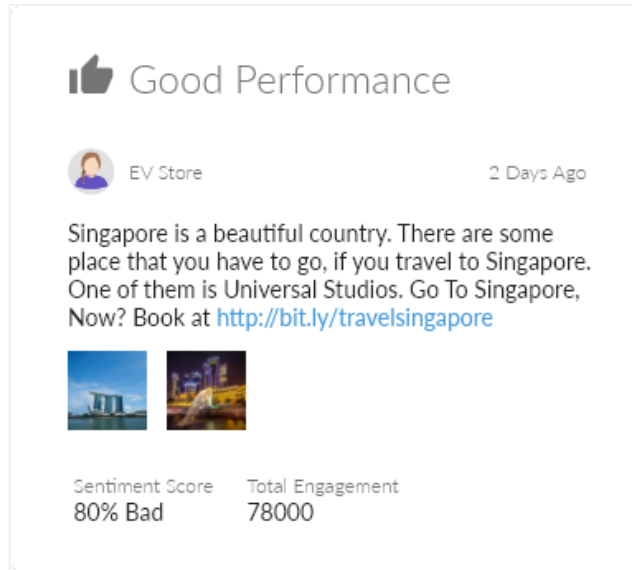 Good Performance
EV Store
2 Days Ago
Singapore is a beautiful country. There are some
place that you have to go, if you travel to Singapore.
One of them is Universal Studios. Go To Singapore,
Now? Book at http://bit.ly/travelsingapore
Sentiment Score
Total Engagement
80% Bad
78000